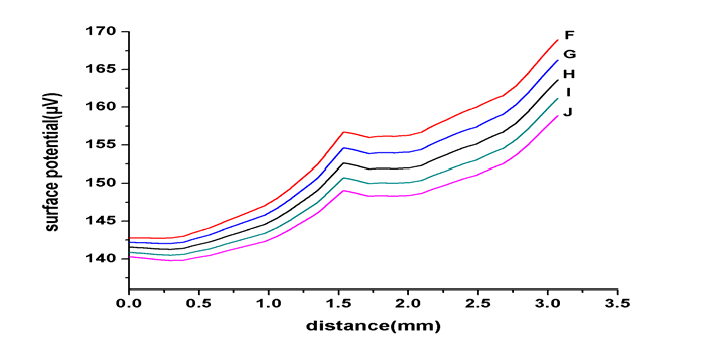 170
165
160
155
150
145
140
surface potential(μV)
F
G
H
I
J
0.0 0.5 1.0 1.5 2.0 2.5 3.0 3.5
distance(mm)